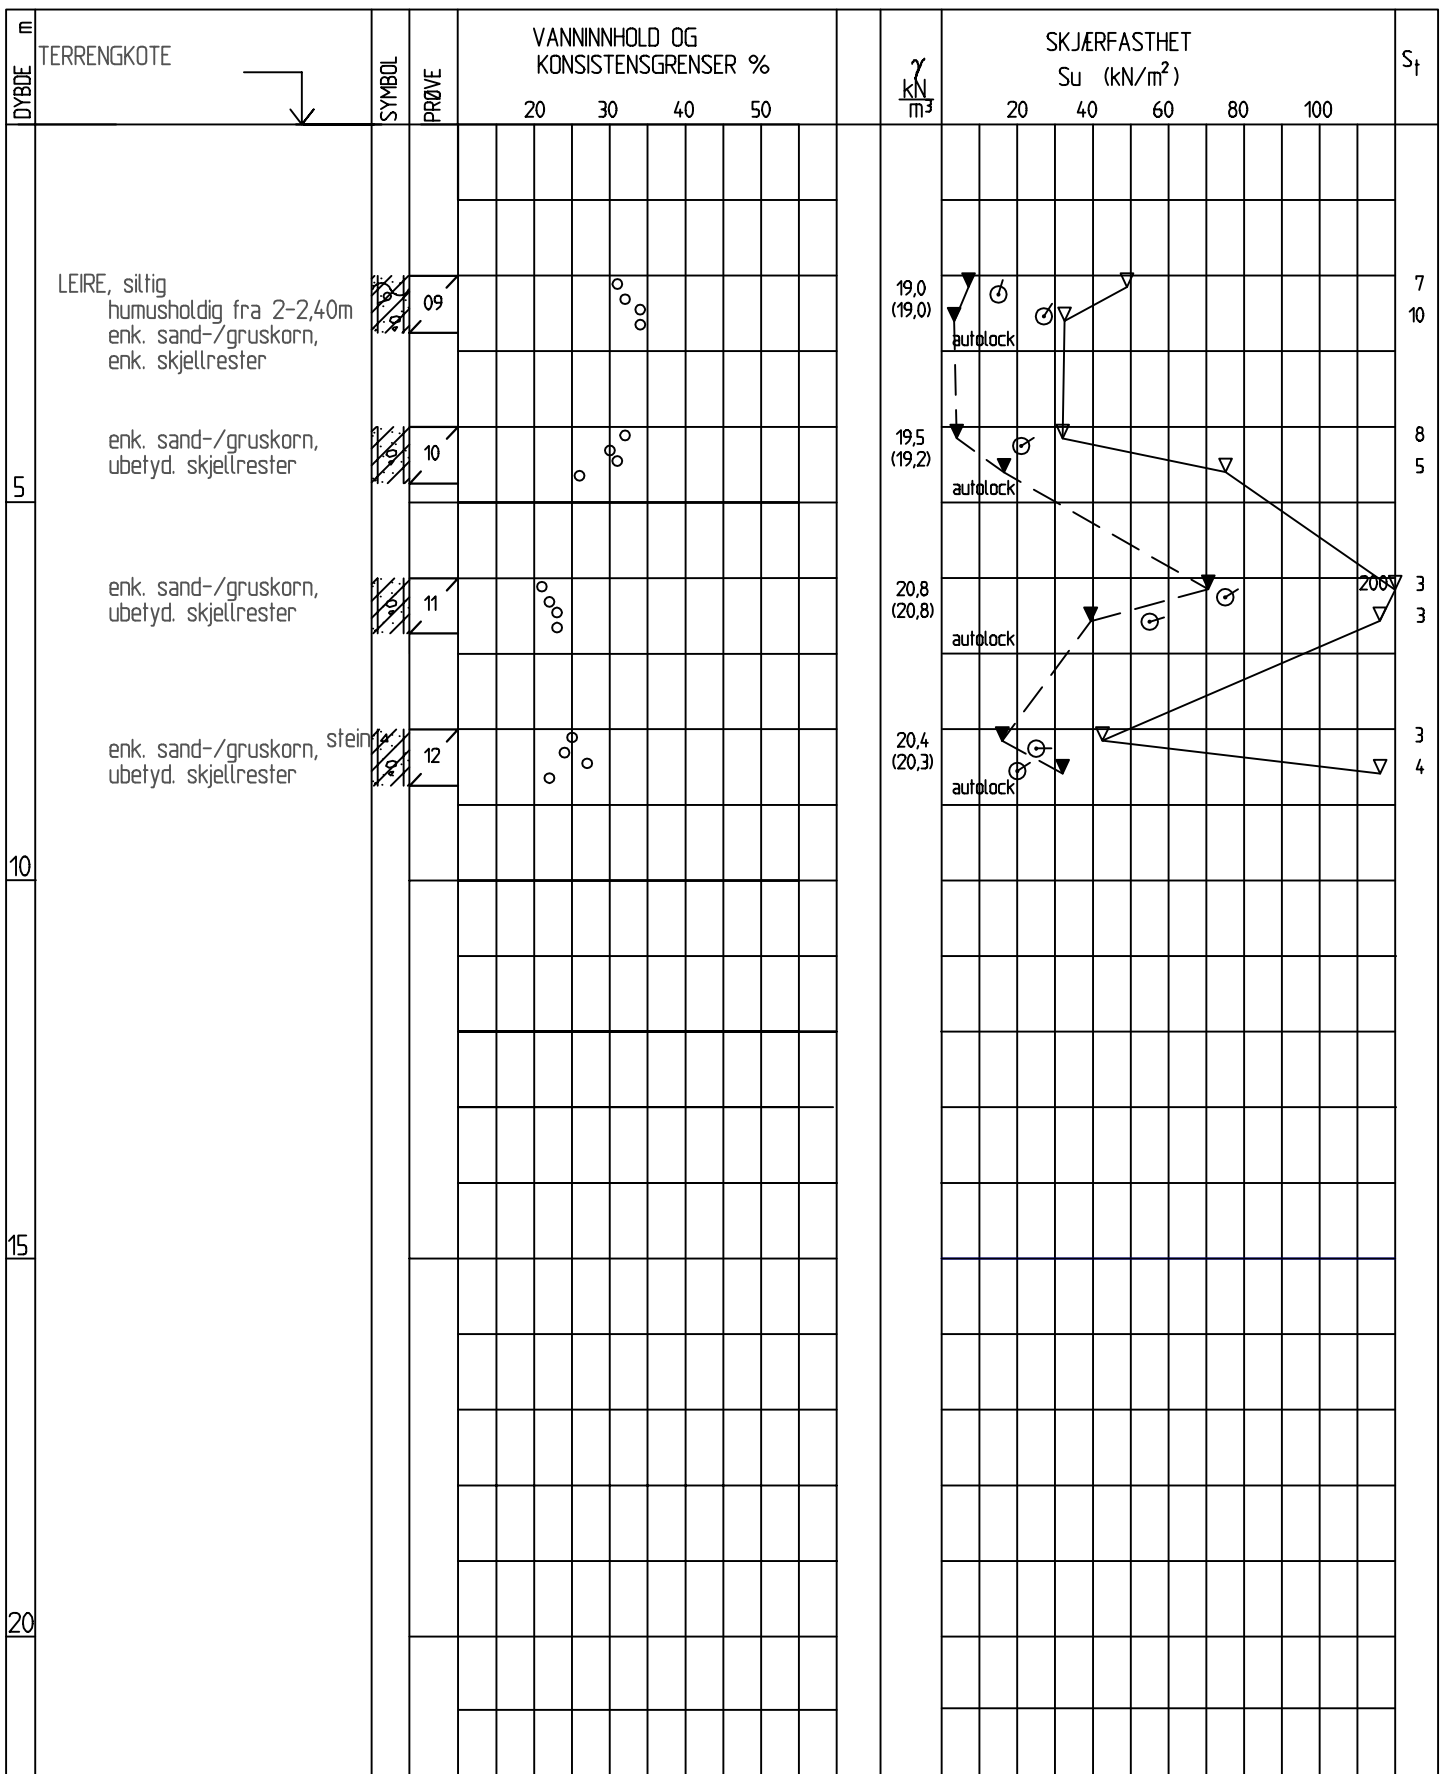 DYBDE m
TERRENGKOTE
SYMBOL
PRØVE
VANNINNHOLD OG
KONSISTENSGRENSER %
20 30 40 50
γ
kN
m³
SKJÆRFASTHET
Su (kN/m²)
20 40 60 80 100
St
LEIRE, siltig
humusholdig fra 2-2,40m
enk. sand-/gruskorn,
enk. skjellrester
09
19,0
(19,0)
autolock
7
10
enk. sand-/gruskorn,
ubetyd. skjellrester
10
19,5
(19,2)
autolock
8
5
5
enk. sand-/gruskorn,
ubetyd. skjellrester
11
20,8
(20,8)
autolock
200
3
3
stein
enk. sand-/gruskorn,
ubetyd. skjellrester
12
20,4
(20,3)
autolock
3
4
10
15
20